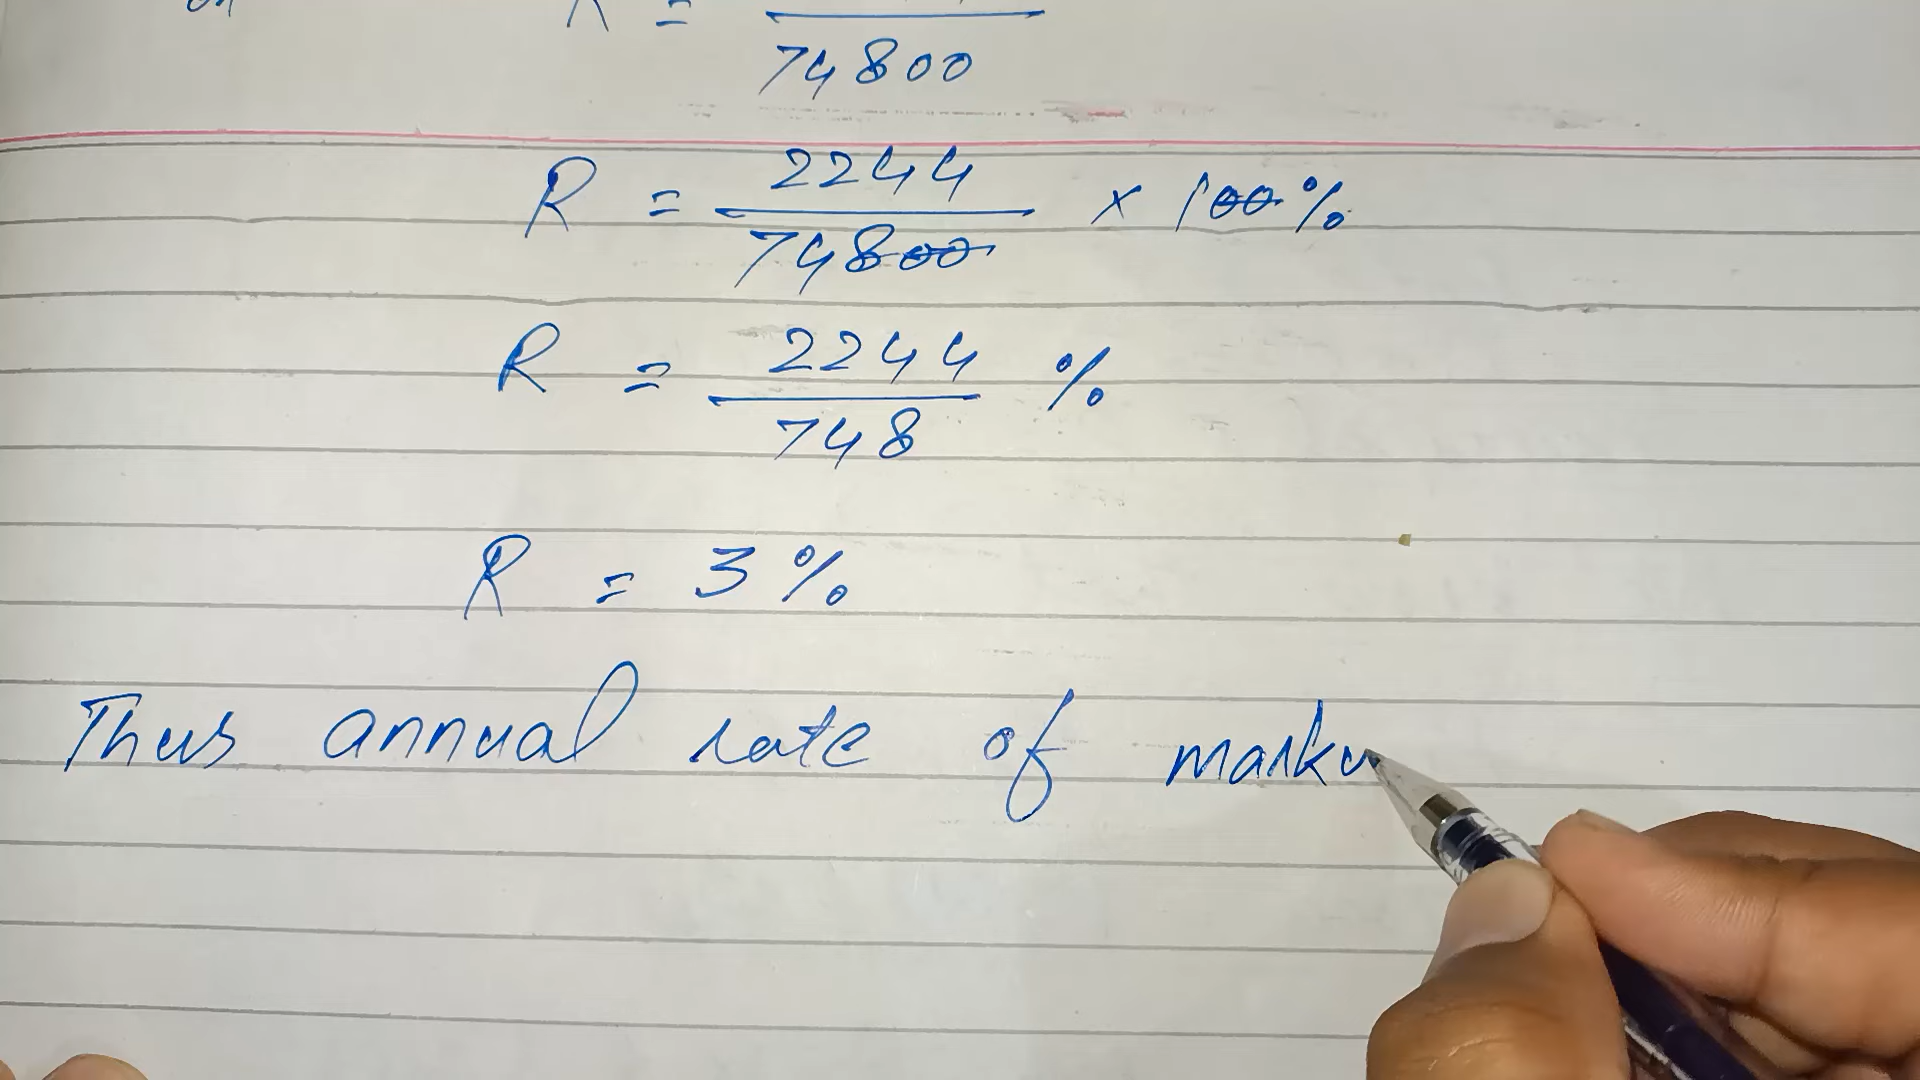 R =
74800
R = 2244 / 74800 × 100%
R = 2244 / 748 %
R = 3%
Thus annual rate of marku